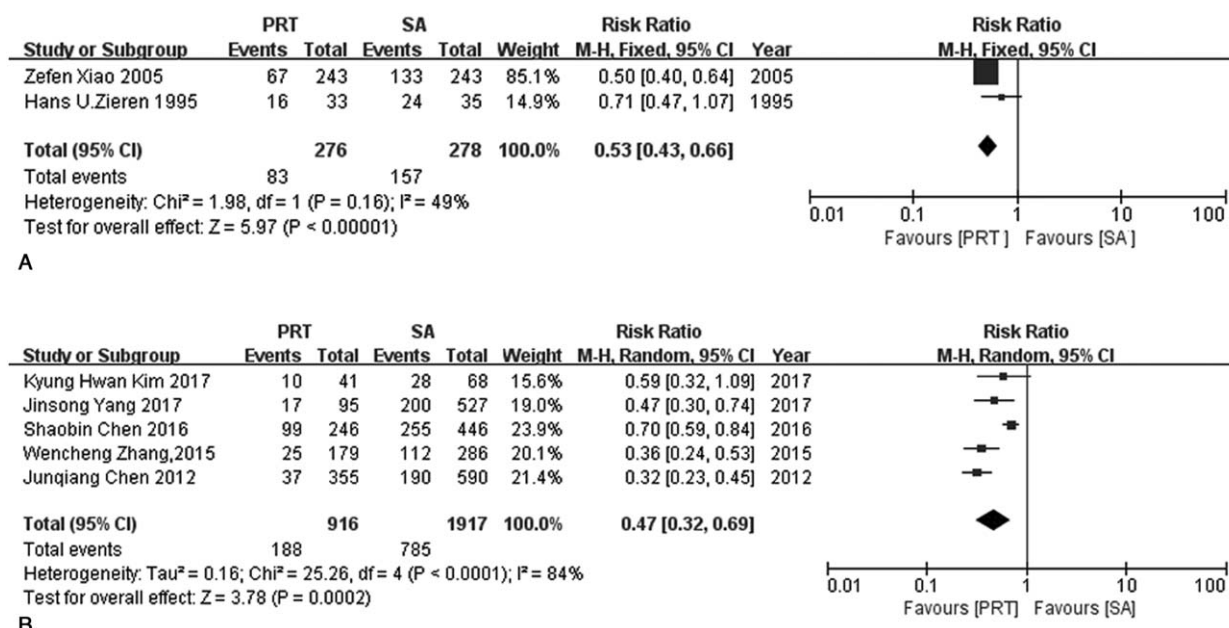 PRT SA Risk Ratio Risk Ratio
Study or Subgroup Events Total Events Total Weight M-H, Fixed, 95% CI Year M-H, Fixed, 95% CI
Zefen Xiao 2005 67 243 133 243 85.1% 0.50 [0.40, 0.64] 2005
Hans U.Zieren 1995 16 33 24 35 14.9% 0.71 [0.47, 1.07] 1995
Total (95% CI) 276 278 100.0% 0.53 [0.43, 0.66]
Total events 83 157
Heterogeneity: Chi² = 1.98, df = 1 (P = 0.16); I² = 49%
Test for overall effect: Z = 5.97 (P < 0.00001)
0.01 0.1 1 10 100
Favours [PRT] Favours [SA]
A
PRT SA Risk Ratio Risk Ratio
Study or Subgroup Events Total Events Total Weight M-H, Random, 95% CI Year M-H, Random, 95% CI
Kyung Hwan Kim 2017 10 41 28 68 15.6% 0.59 [0.32, 1.09] 2017
Jinsong Yang 2017 17 95 200 527 19.0% 0.47 [0.30, 0.74] 2017
Shaobin Chen 2016 99 246 255 446 23.9% 0.70 [0.59, 0.84] 2016
Wencheng Zhang,2015 25 179 112 286 20.1% 0.36 [0.24, 0.53] 2015
Junqiang Chen 2012 37 355 190 590 21.4% 0.32 [0.23, 0.45] 2012
Total (95% CI) 916 1917 100.0% 0.47 [0.32, 0.69]
Total events 188 785
Heterogeneity: Tau² = 0.16; Chi² = 25.26, df = 4 (P < 0.0001); I² = 84%
Test for overall effect: Z = 3.78 (P = 0.0002)
0.01 0.1 1 10 100
Favours [PRT] Favours [SA]
B